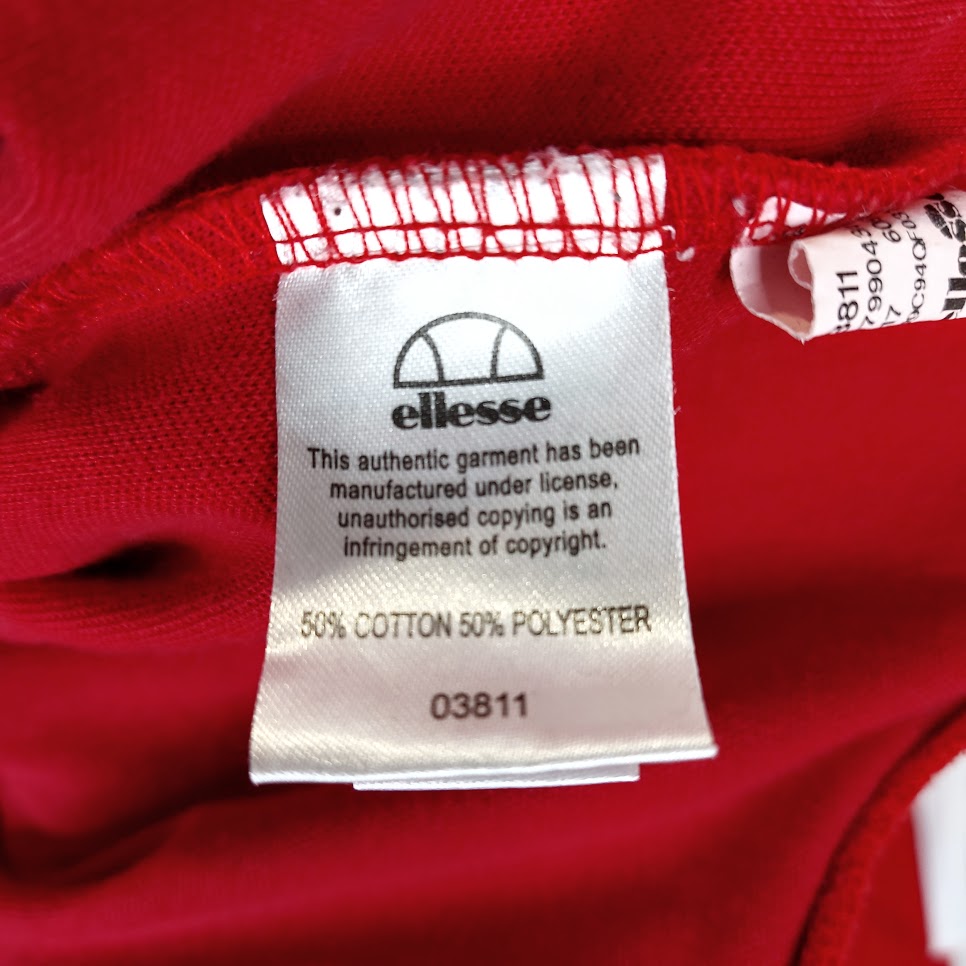 ellesse
This authentic garment has been
manufactured under license,
unauthorised copying is an
infringement of copyright.
50% COTTON 50% POLYESTER
03811